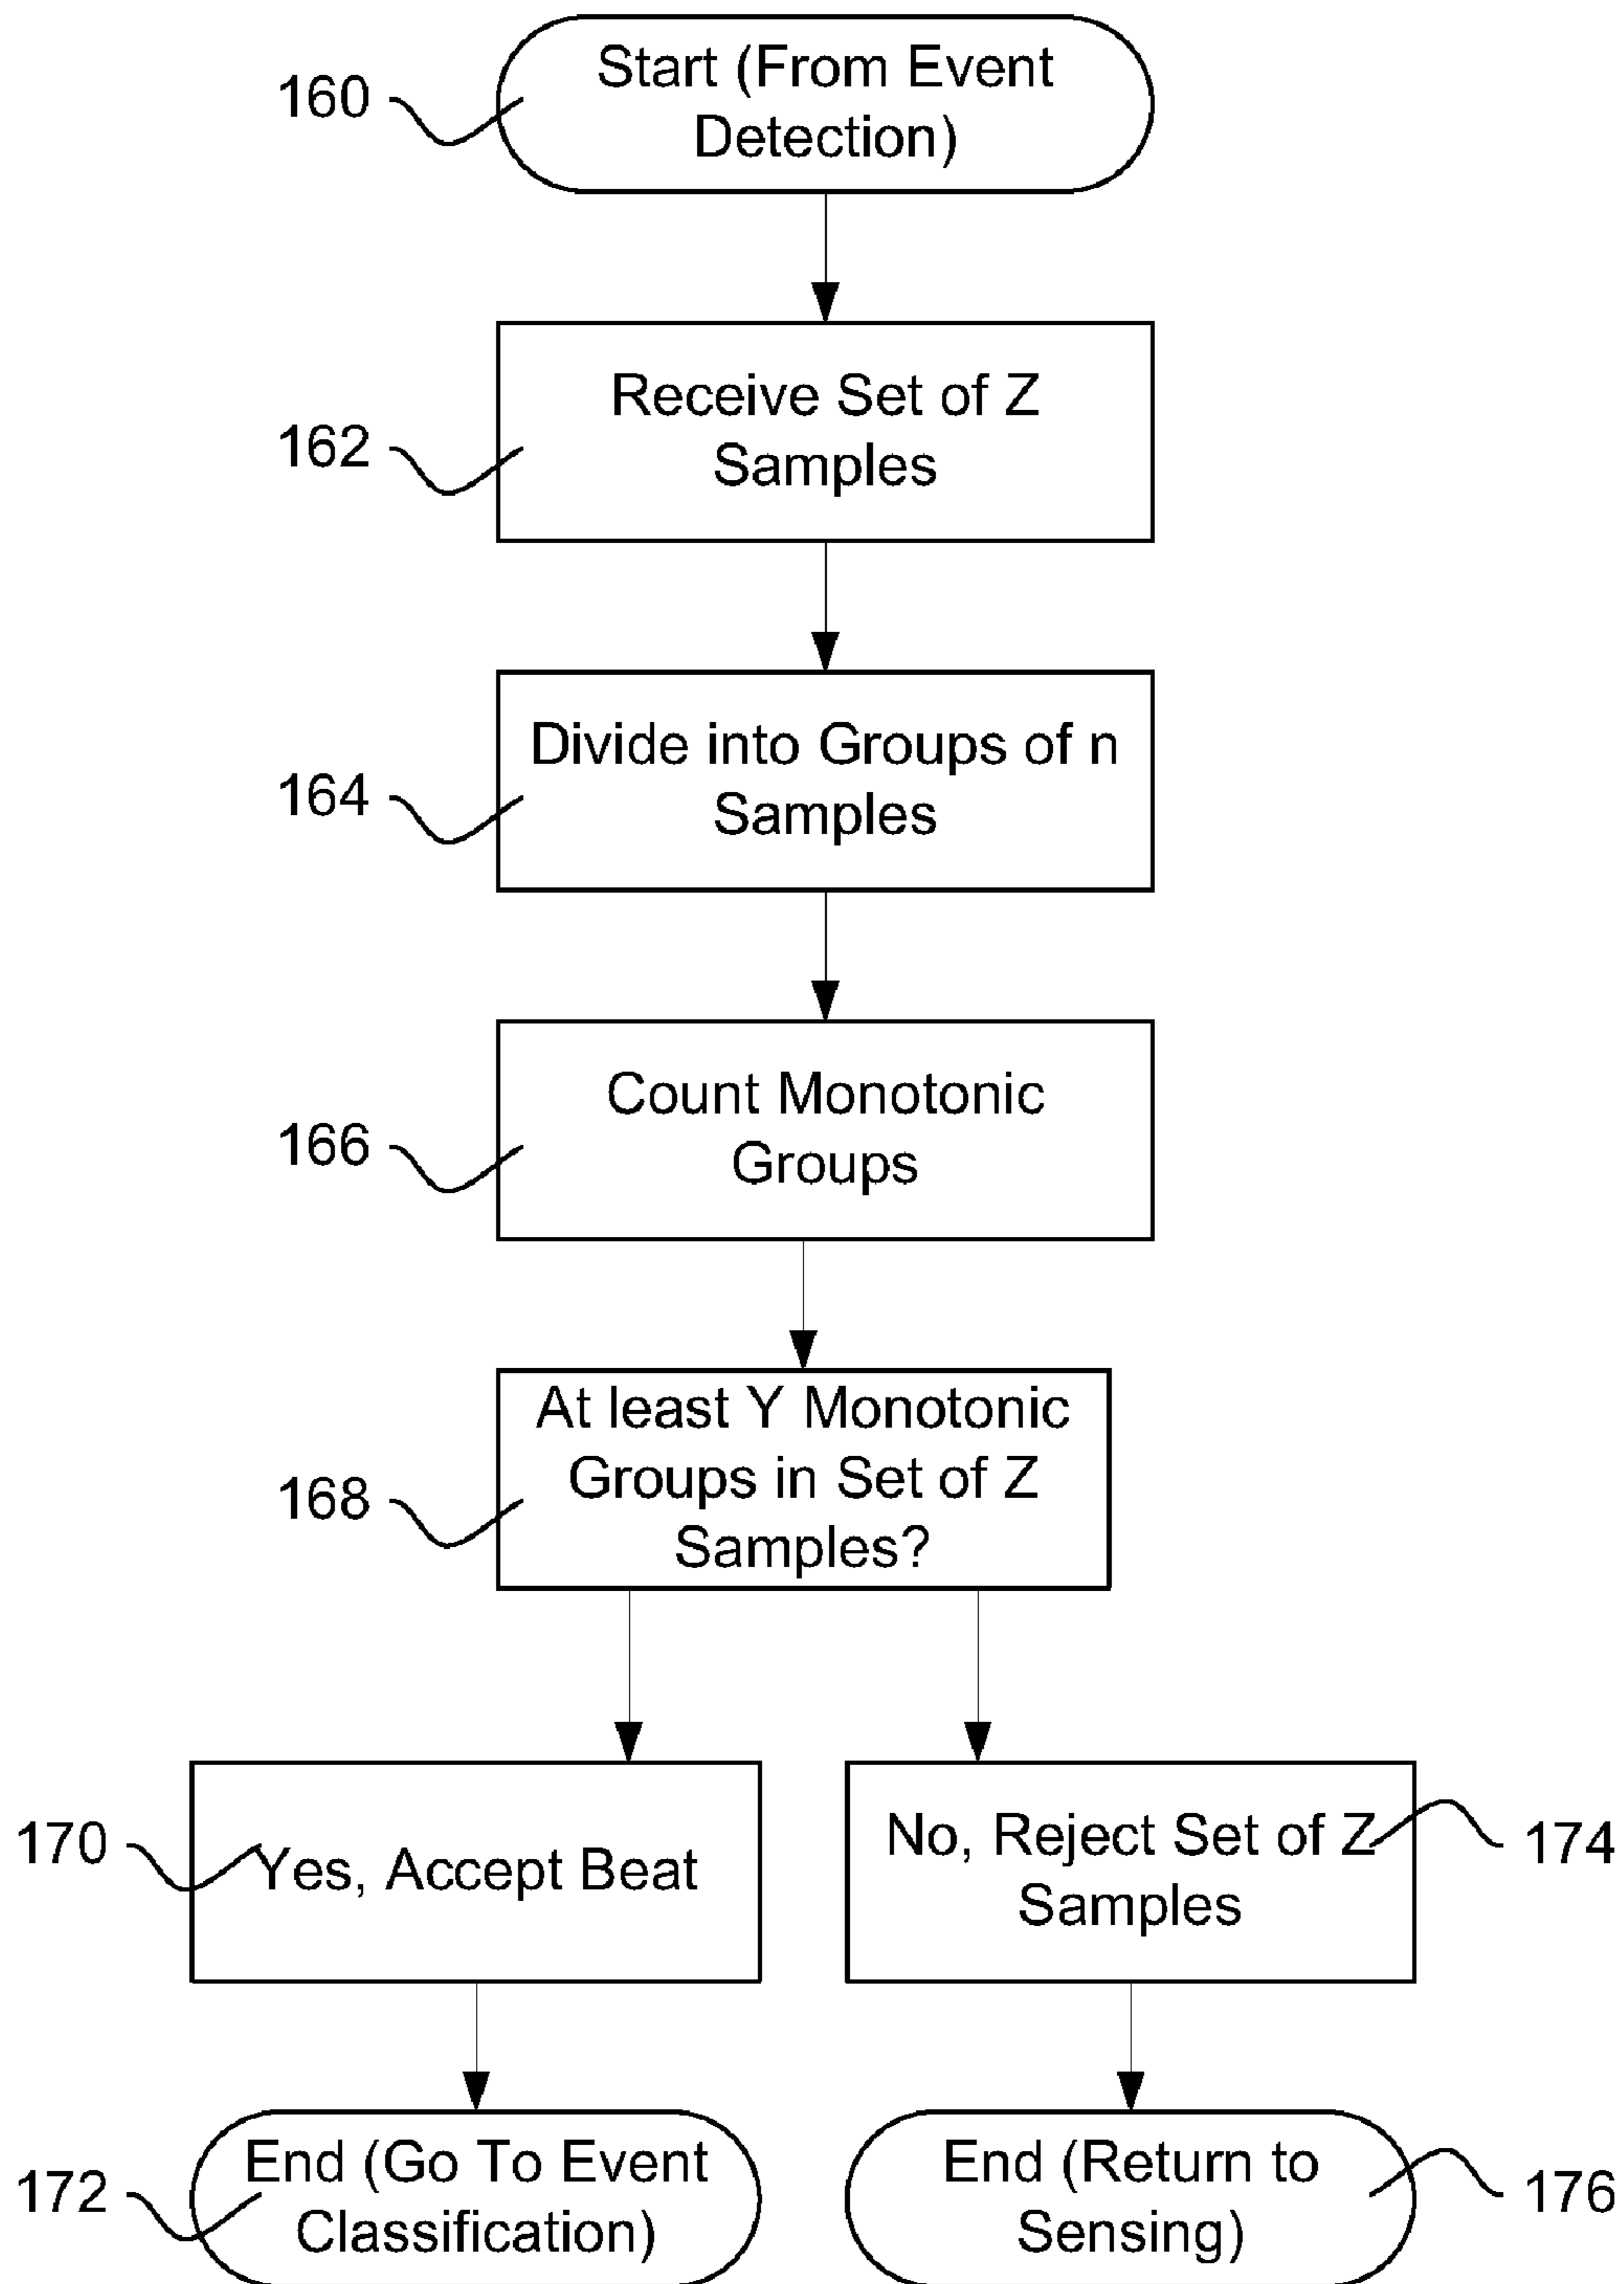 160
Start (From Event
Detection)
162
Receive Set of Z
Samples
164
Divide into Groups of n
Samples
166
Count Monotonic
Groups
168
At least Y Monotonic
Groups in Set of Z
Samples?
170
Yes, Accept Beat
No, Reject Set of Z
Samples
174
172
End (Go To Event
Classification)
End (Return to
Sensing)
176